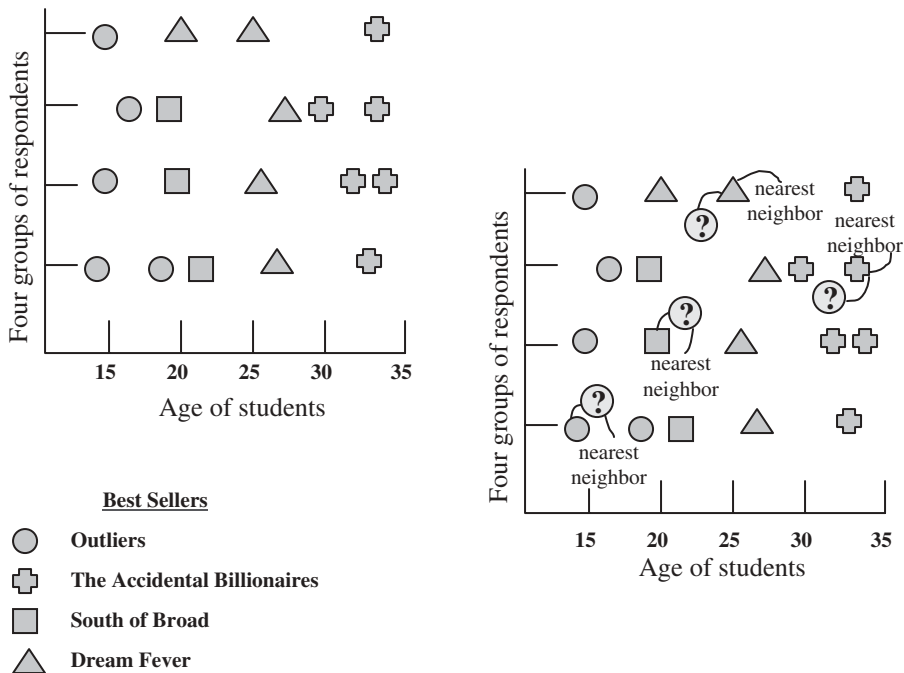 Four groups of respondents
15 20 25 30 35
Age of students
Best Sellers
Outliers
The Accidental Billionaires
South of Broad
Dream Fever
Four groups of respondents
nearest
neighbor
?
nearest
neighbor
?
?
nearest
neighbor
?
nearest
neighbor
15 20 25 30 35
Age of students